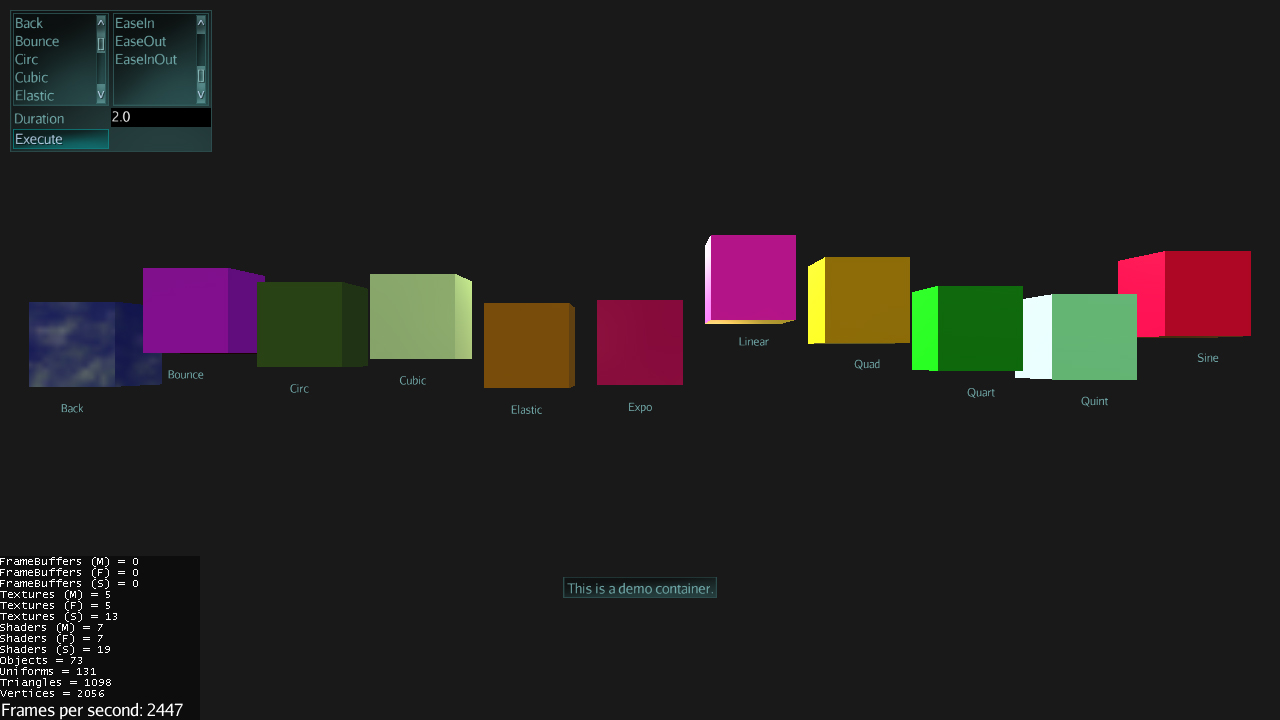 Back
Bounce
Circ
Cubic
Elastic
EaseIn
EaseOut
EaseInOut
Duration 2.0
Execute
Back
Bounce
Circ
Cubic
Elastic
Expo
Linear
Quad
Quart
Quint
Sine
This is a demo container.
FrameBuffers (M) = 0
FrameBuffers (F) = 0
FrameBuffers (S) = 0
Textures (M) = 5
Textures (F) = 5
Textures (S) = 13
Shaders (M) = 7
Shaders (F) = 7
Shaders (S) = 19
Objects = 73
Uniforms = 131
Triangles = 1098
Vertices = 2056
Frames per second: 2447